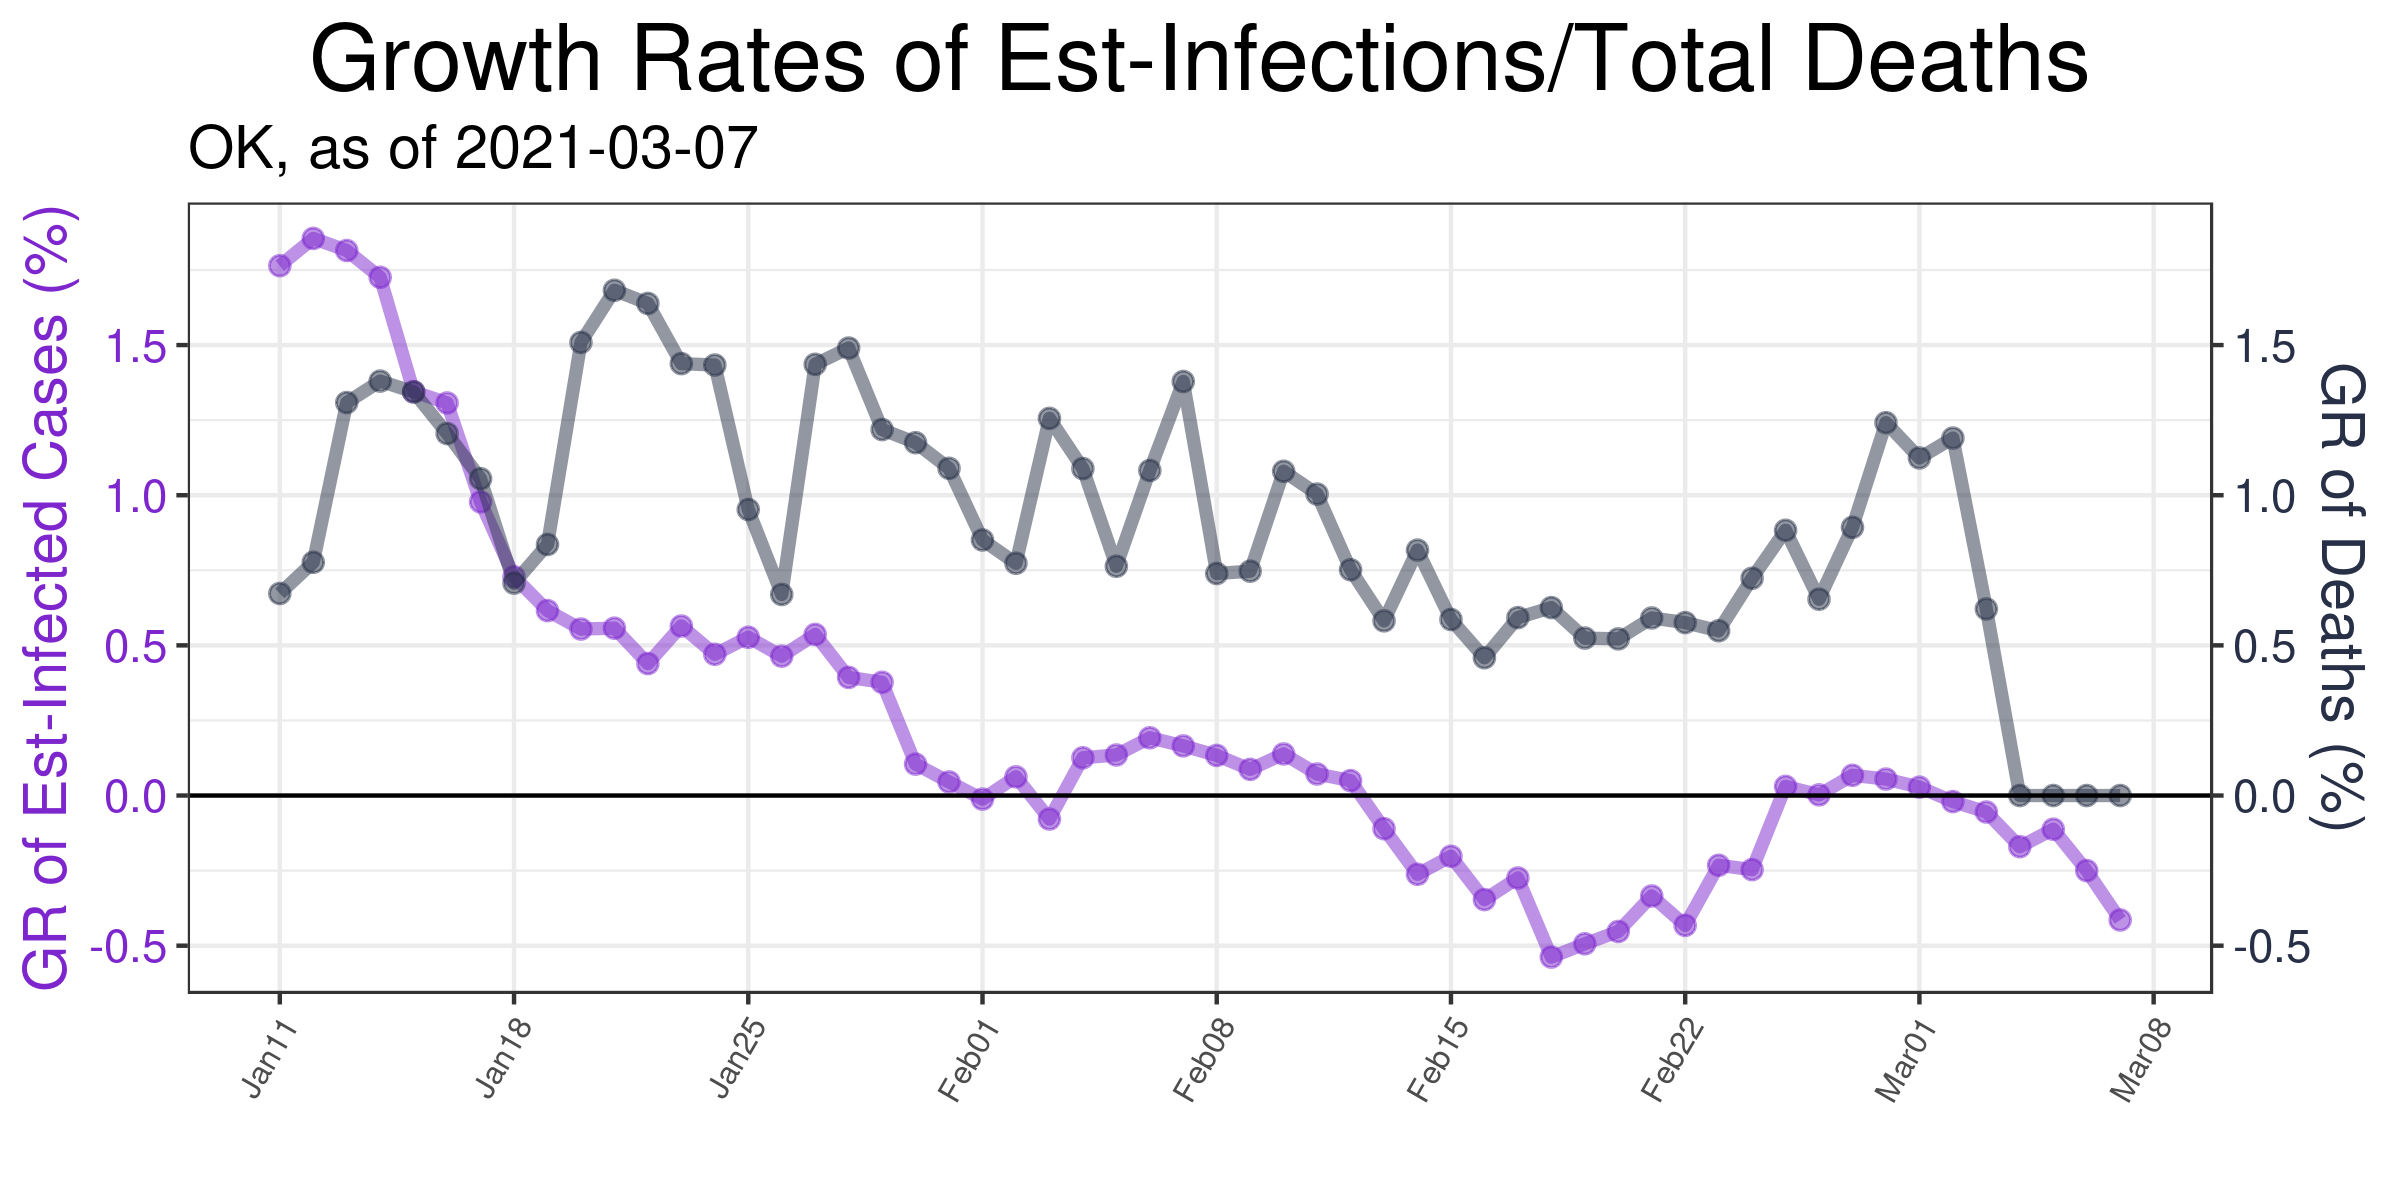 Growth Rates of Est-Infections/Total Deaths
OK, as of 2021-03-07
GR of Est-Infected Cases (%)
1.5
1.0
0.5
0.0
-0.5
1.5
1.0
0.5
0.0
-0.5
GR of Deaths (%)
Jan11
Jan18
Jan25
Feb01
Feb08
Feb15
Feb22
Mar01
Mar08